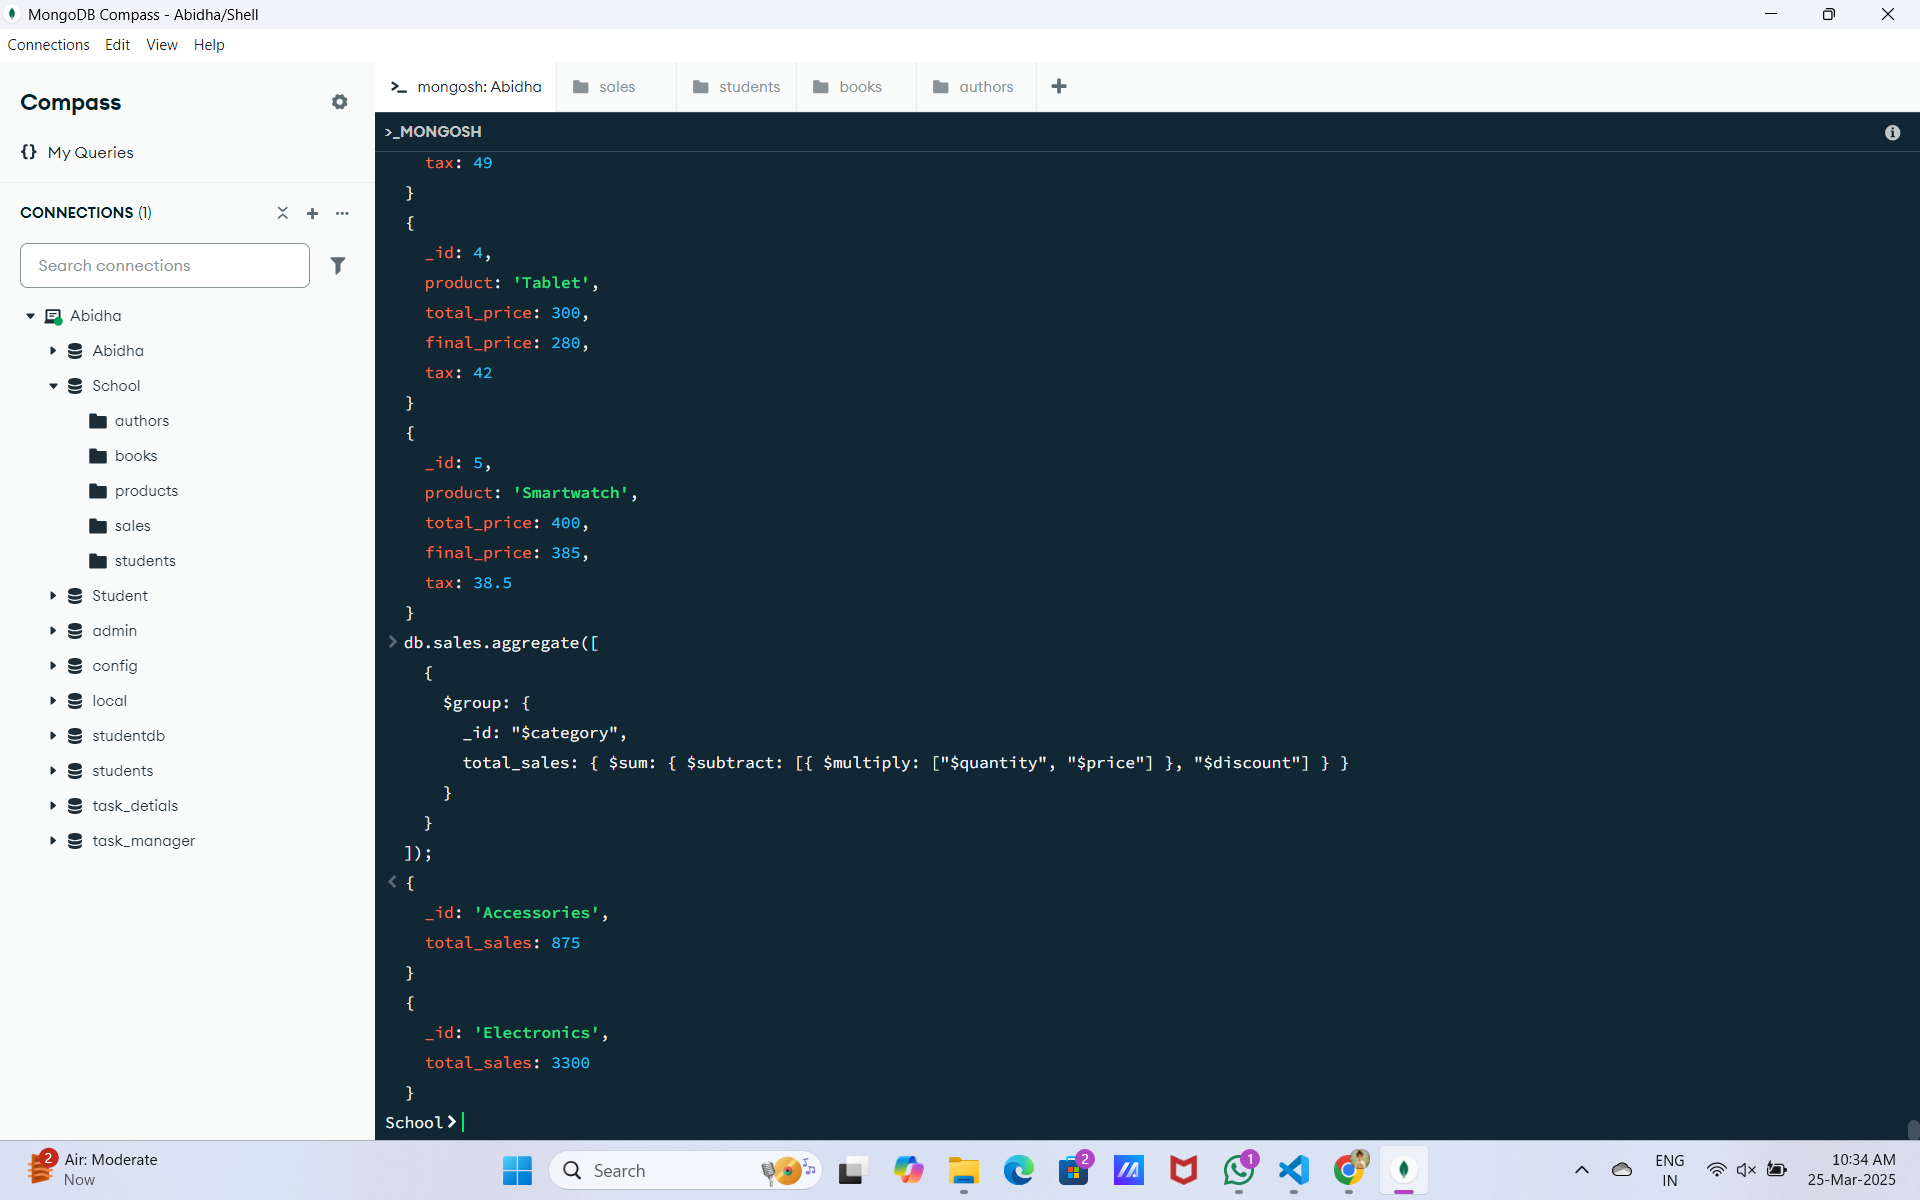 MongoDB Compass - Abidha/Shell
Connections Edit View Help
Compass
My Queries
CONNECTIONS (1)
Search connections
Abidha
Abidha
School
authors
books
products
sales
students
Student
admin
config
local
studentdb
students
task_detials
task_manager
mongosh: Abidha
sales
students
books
authors
>_MONGOSH
tax: 49
}
{
_id: 4,
product: 'Tablet',
total_price: 300,
final_price: 280,
tax: 42
}
{
_id: 5,
product: 'Smartwatch',
total_price: 400,
final_price: 385,
tax: 38.5
}
> db.sales.aggregate([
{
$group: {
_id: "$category",
total_sales: { $sum: { $subtract: [{ $multiply: ["$quantity", "$price"] }, "$discount"] } }
}
}
]);
< {
_id: 'Accessories',
total_sales: 875
}
{
_id: 'Electronics',
total_sales: 3300
}
School>
2
Air: Moderate
Now
Search
2
1
ENG
IN
10:34 AM
25-Mar-2025